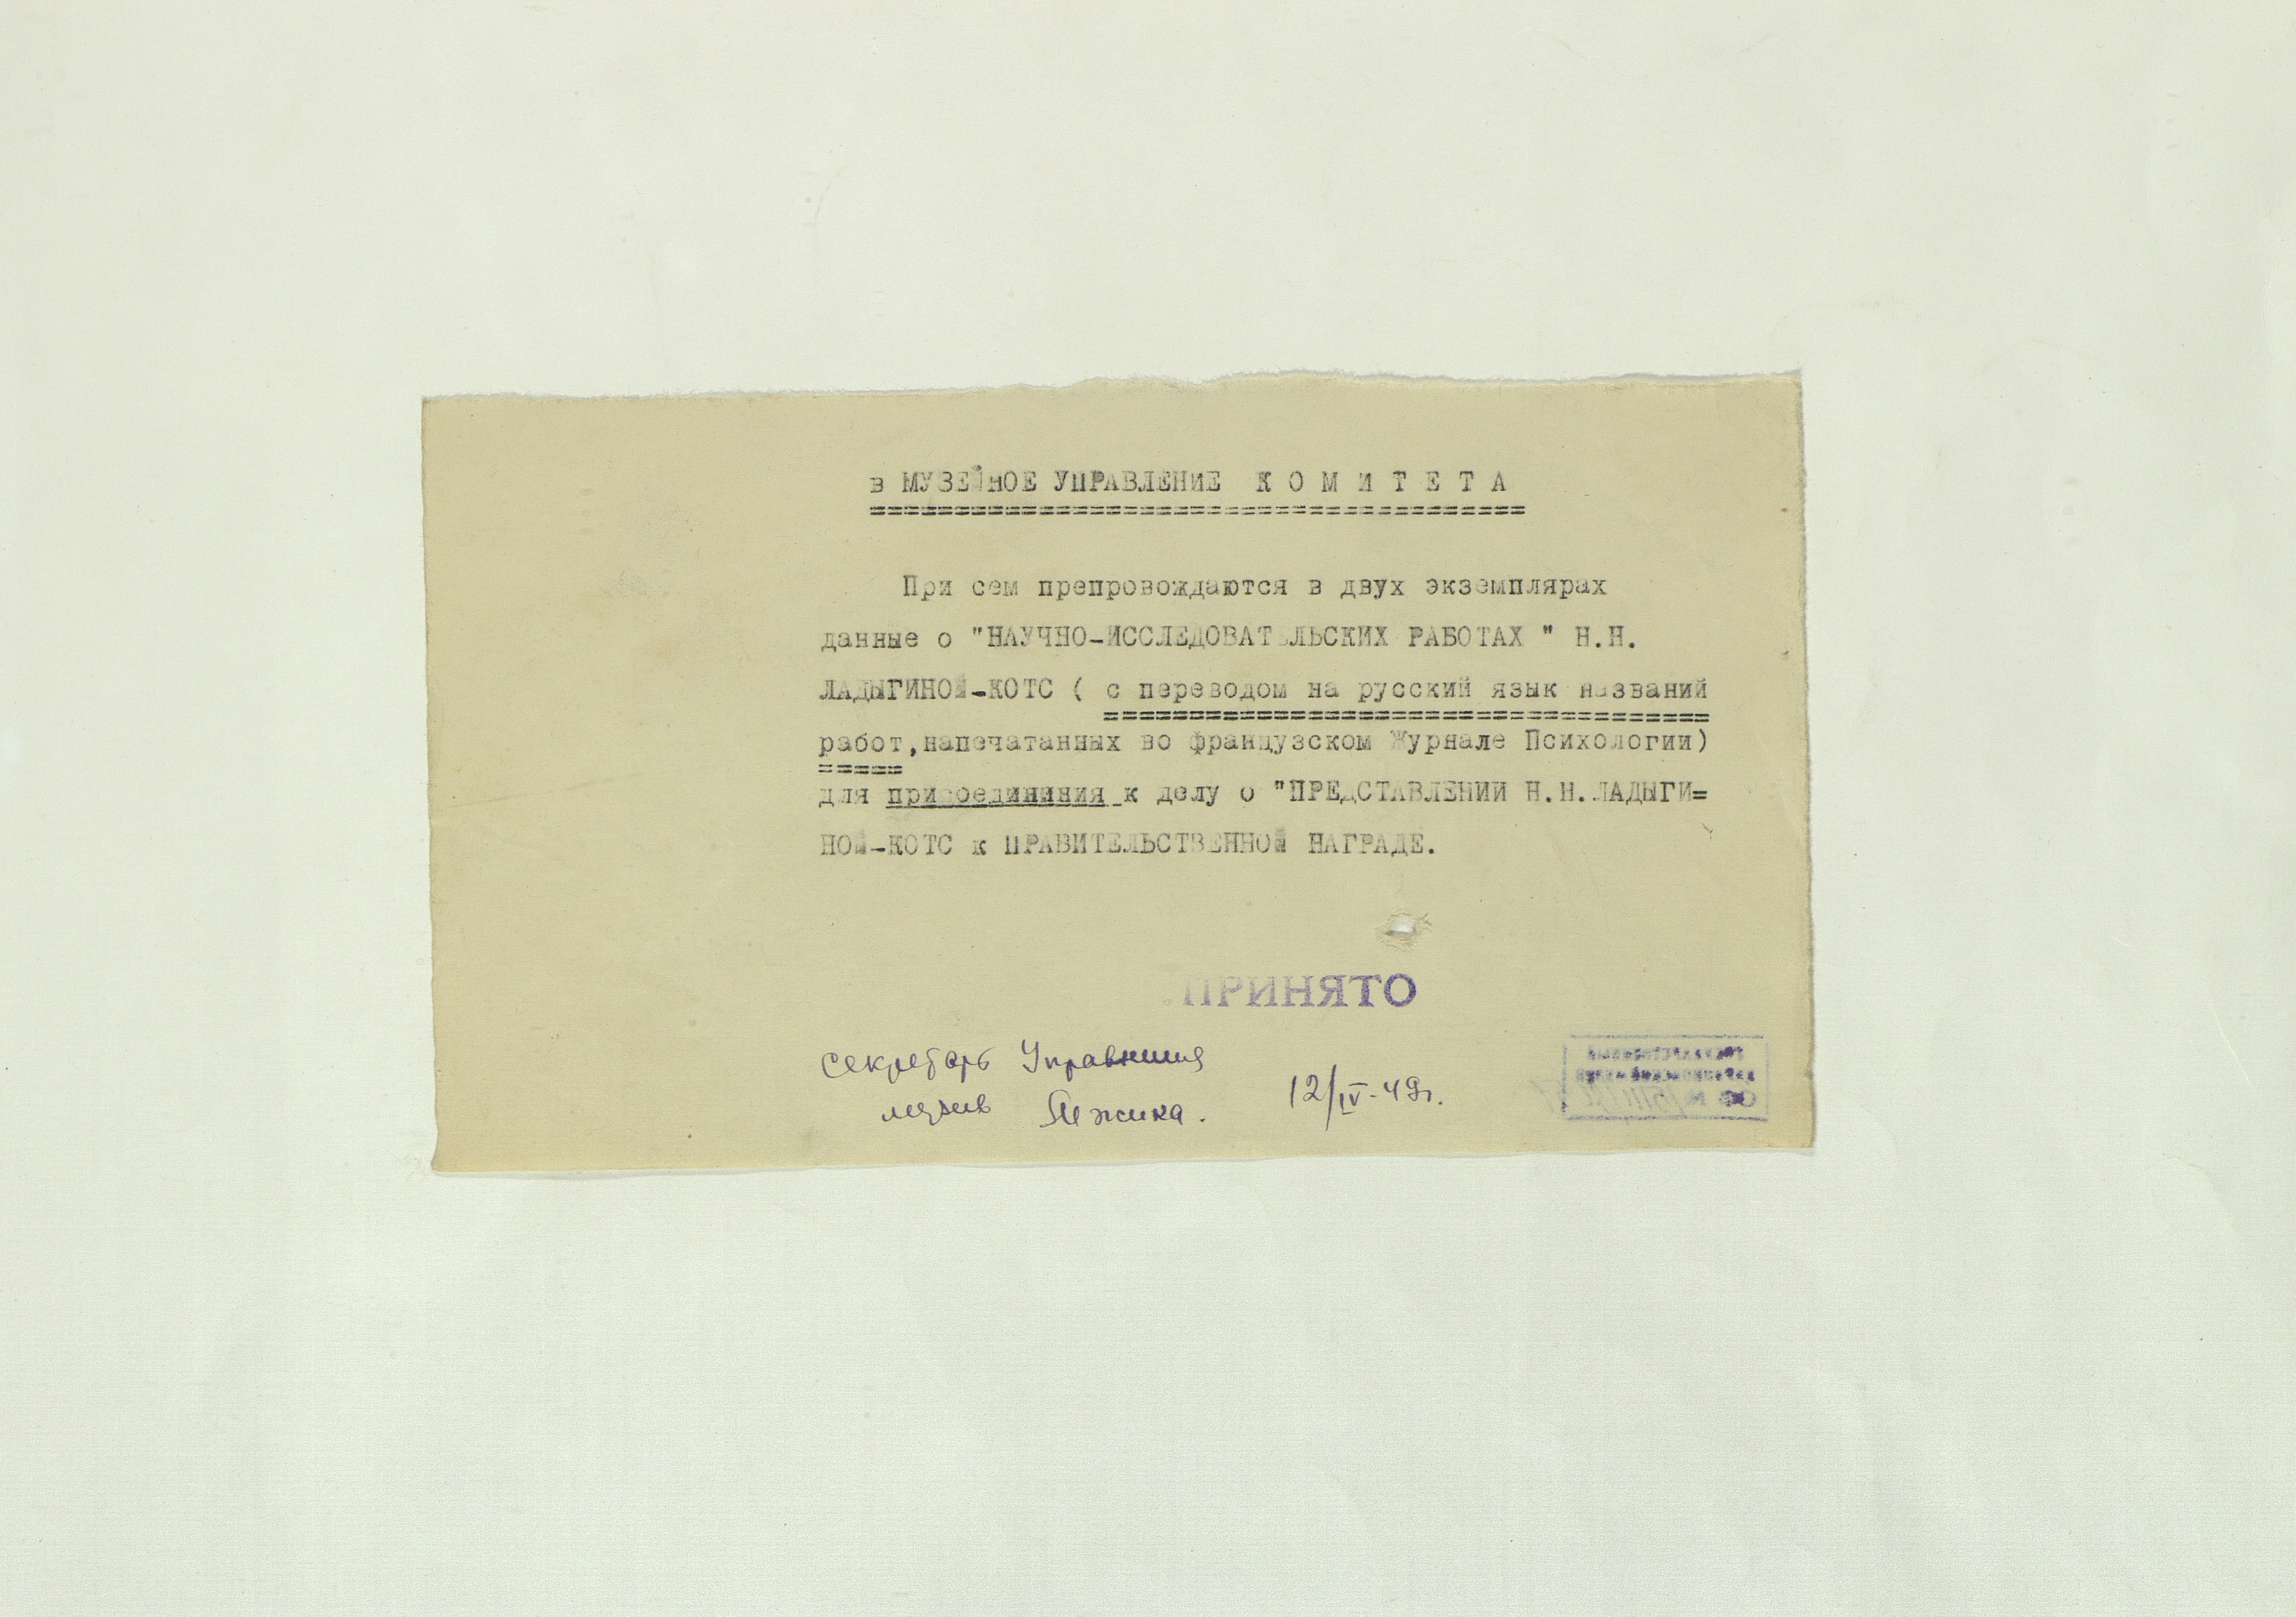 в МУЗЕЙНОЕ УПРАВЛЕНИЕ К О М И Т Е Т А
======================================
При сем препровождаются в двух экземплярах
данные о "НАУЧНО-ИССЛЕДОВАТЕЛЬСКИХ РАБОТАХ " Н.Н.
ЛАДЫГИНОЙ-КОТС ( с переводом на русский язык названий
работ,напечатанных во французском Журнале Психологии)
для присоединения к делу о "ПРЕДСТАВЛЕНИИ Н.Н.ЛАДЫГИ=
НОЙ-КОТС к ПРАВИТЕЛЬСТВЕННОЙ НАГРАДЕ.
ПРИНЯТО
секретарь Управления
музеев
12/IV-49г.